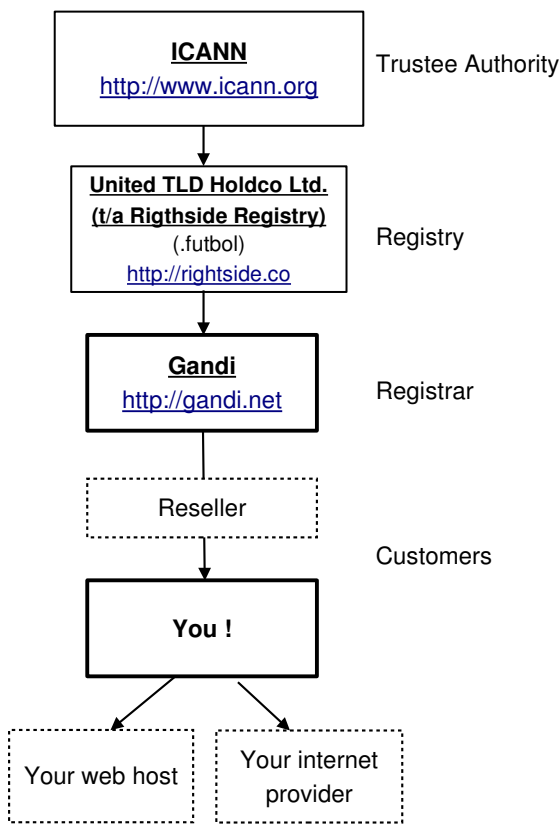 ICANN
http://www.icann.org
Trustee Authority
United TLD Holdco Ltd.
(t/a Rigthside Registry)
(.futbol)
http://rightside.co
Registry
Gandi
http://gandi.net
Registrar
Reseller
Customers
You !
Your web host
Your internet
provider